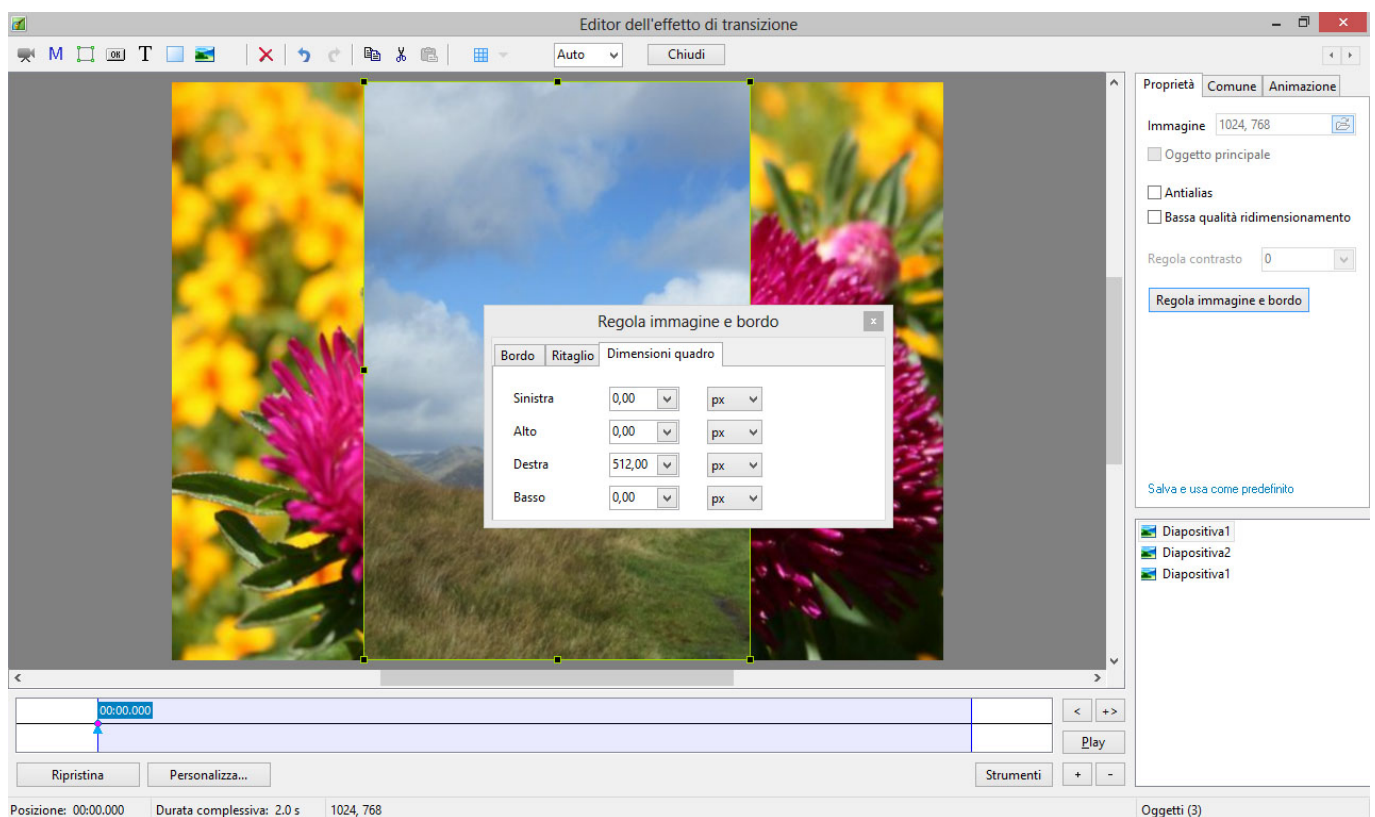 Editor dell'effetto di transizione
M OK T Auto Chiudi
Proprietà Comune Animazione
Immagine 1024, 768
Oggetto principale
Antialias
Bassa qualità ridimensionamento
Regola contrasto 0
Regola immagine e bordo
Salva e usa come predefinito
Regola immagine e bordo
Bordo Ritaglio Dimensioni quadro
Sinistra 0,00 px
Alto 0,00 px
Destra 512,00 px
Basso 0,00 px
Diapositiva1
Diapositiva2
Diapositiva1
00:00.000
< +>
Play
Ripristina Personalizza... Strumenti + -
Posizione: 00:00.000 Durata complessiva: 2.0 s 1024, 768 Oggetti (3)